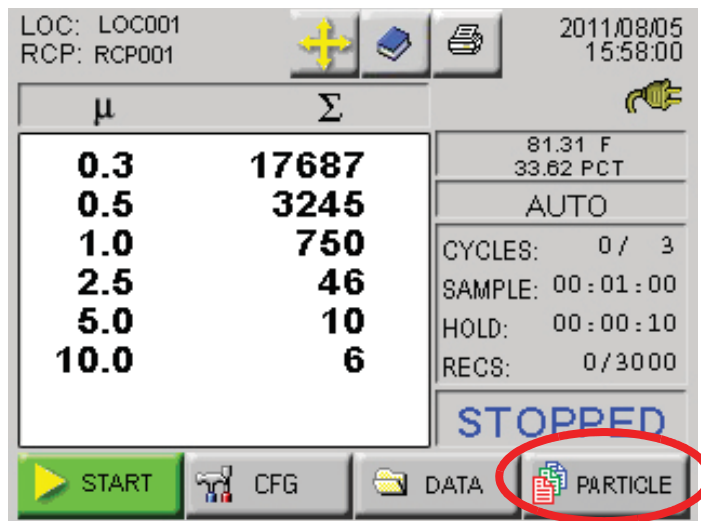 LOC: LOC001
RCP: RCP001
2011/08/05
15:58:00
μ Σ
0.3 17687
0.5 3245
1.0 750
2.5 46
5.0 10
10.0 6
81.31 F
33.62 PCT
AUTO
CYCLES: 0/ 3
SAMPLE: 00:01:00
HOLD: 00:00:10
RECS: 0/3000
STOPPED
START CFG DATA PARTICLE